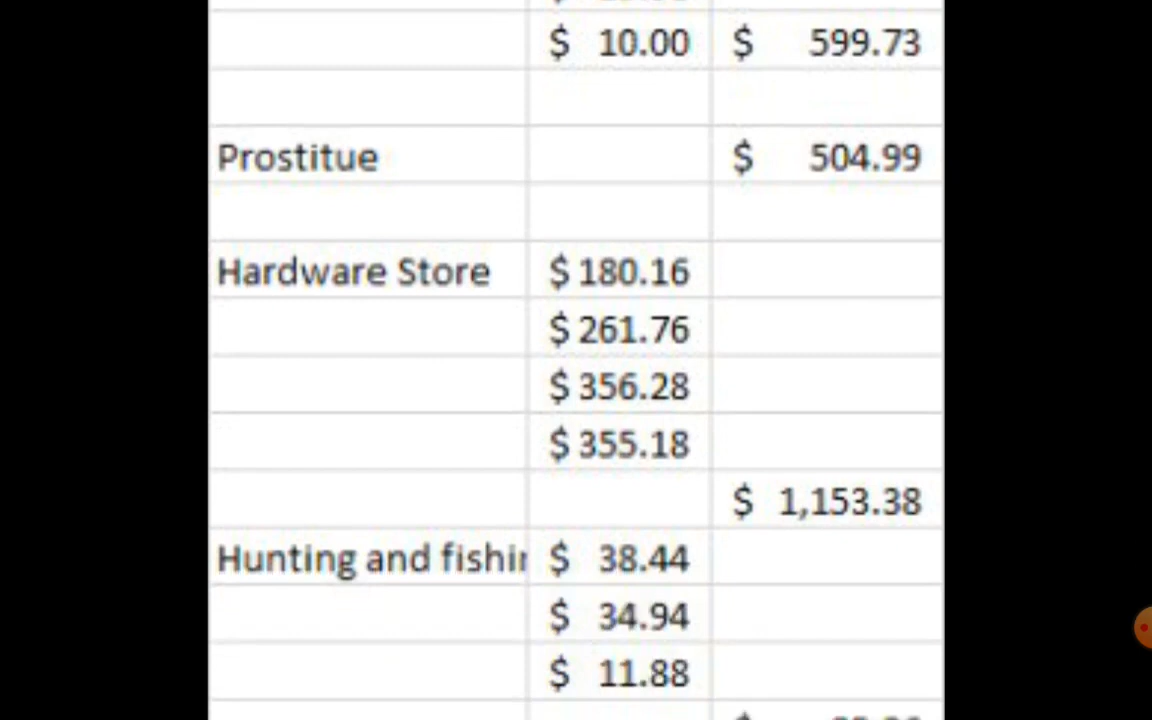 $ 10.00 $ 599.73
Prostitue $ 504.99
Hardware Store $ 180.16
$ 261.76
$ 356.28
$ 355.18
$ 1,153.38
Hunting and fishin $ 38.44
$ 34.94
$ 11.88